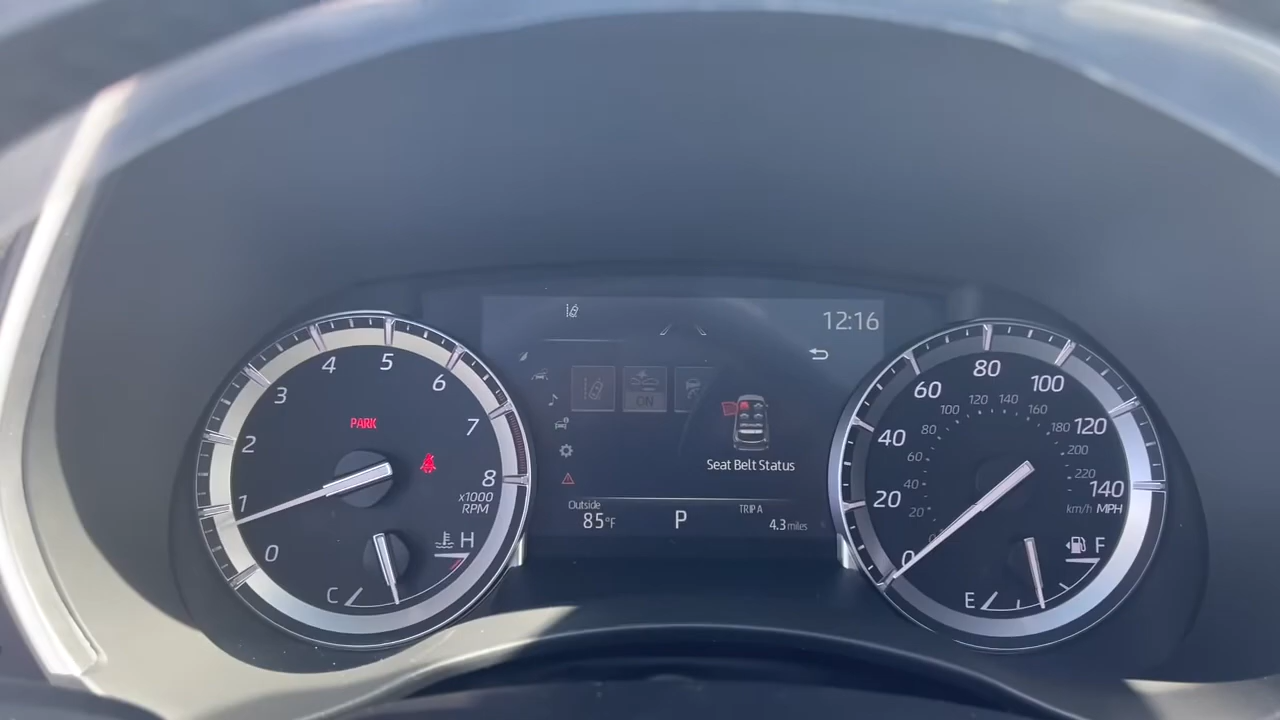 0
1
2
3
4
5
6
7
8
x1000
RPM
PARK
C
H
12:16
ON
Seat Belt Status
Outside
85°F
P
TRIP A
4.3 miles
0
20
40
60
80
100
120
140
MPH
km/h
20
40
60
80
100
120
140
160
180
200
220
E
F